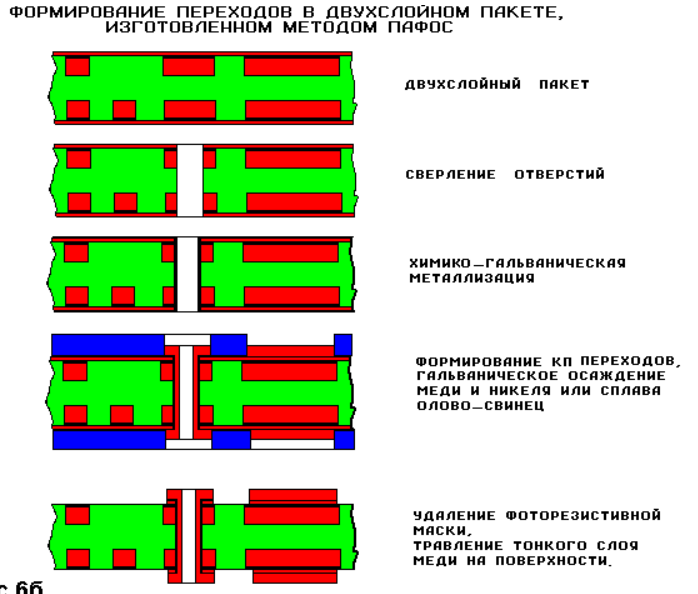 ФОРМИРОВАНИЕ ПЕРЕХОДОВ В ДВУХСЛОЙНОМ ПАКЕТЕ,
ИЗГОТОВЛЕННОМ МЕТОДОМ ПАФОС
ДВУХСЛОЙНЫЙ ПАКЕТ
СВЕРЛЕНИЕ ОТВЕРСТИЙ
ХИМИКО-ГАЛЬВАНИЧЕСКАЯ
МЕТАЛЛИЗАЦИЯ
ФОРМИРОВАНИЕ КП ПЕРЕХОДОВ,
ГАЛЬВАНИЧЕСКОЕ ОСАЖДЕНИЕ
МЕДИ И НИКЕЛЯ ИЛИ СПЛАВА
ОЛОВО-СВИНЕЦ
УДАЛЕНИЕ ФОТОРЕЗИСТИВНОЙ
МАСКИ,
ТРАВЛЕНИЕ ТОНКОГО СЛОЯ
МЕДИ НА ПОВЕРХНОСТИ.
с 6б